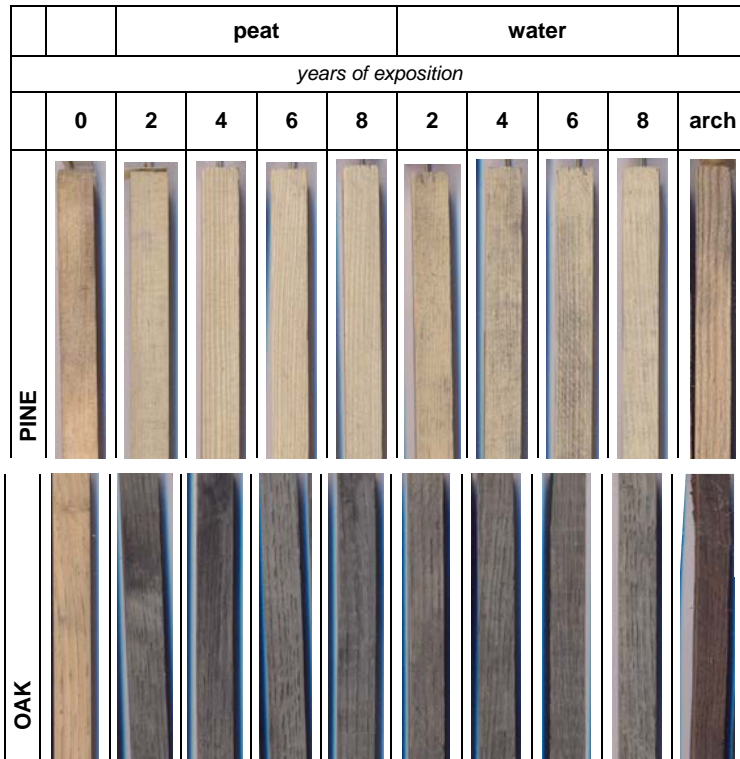 peat water
years of exposition
0 2 4 6 8 2 4 6 8 arch
PINE
OAK